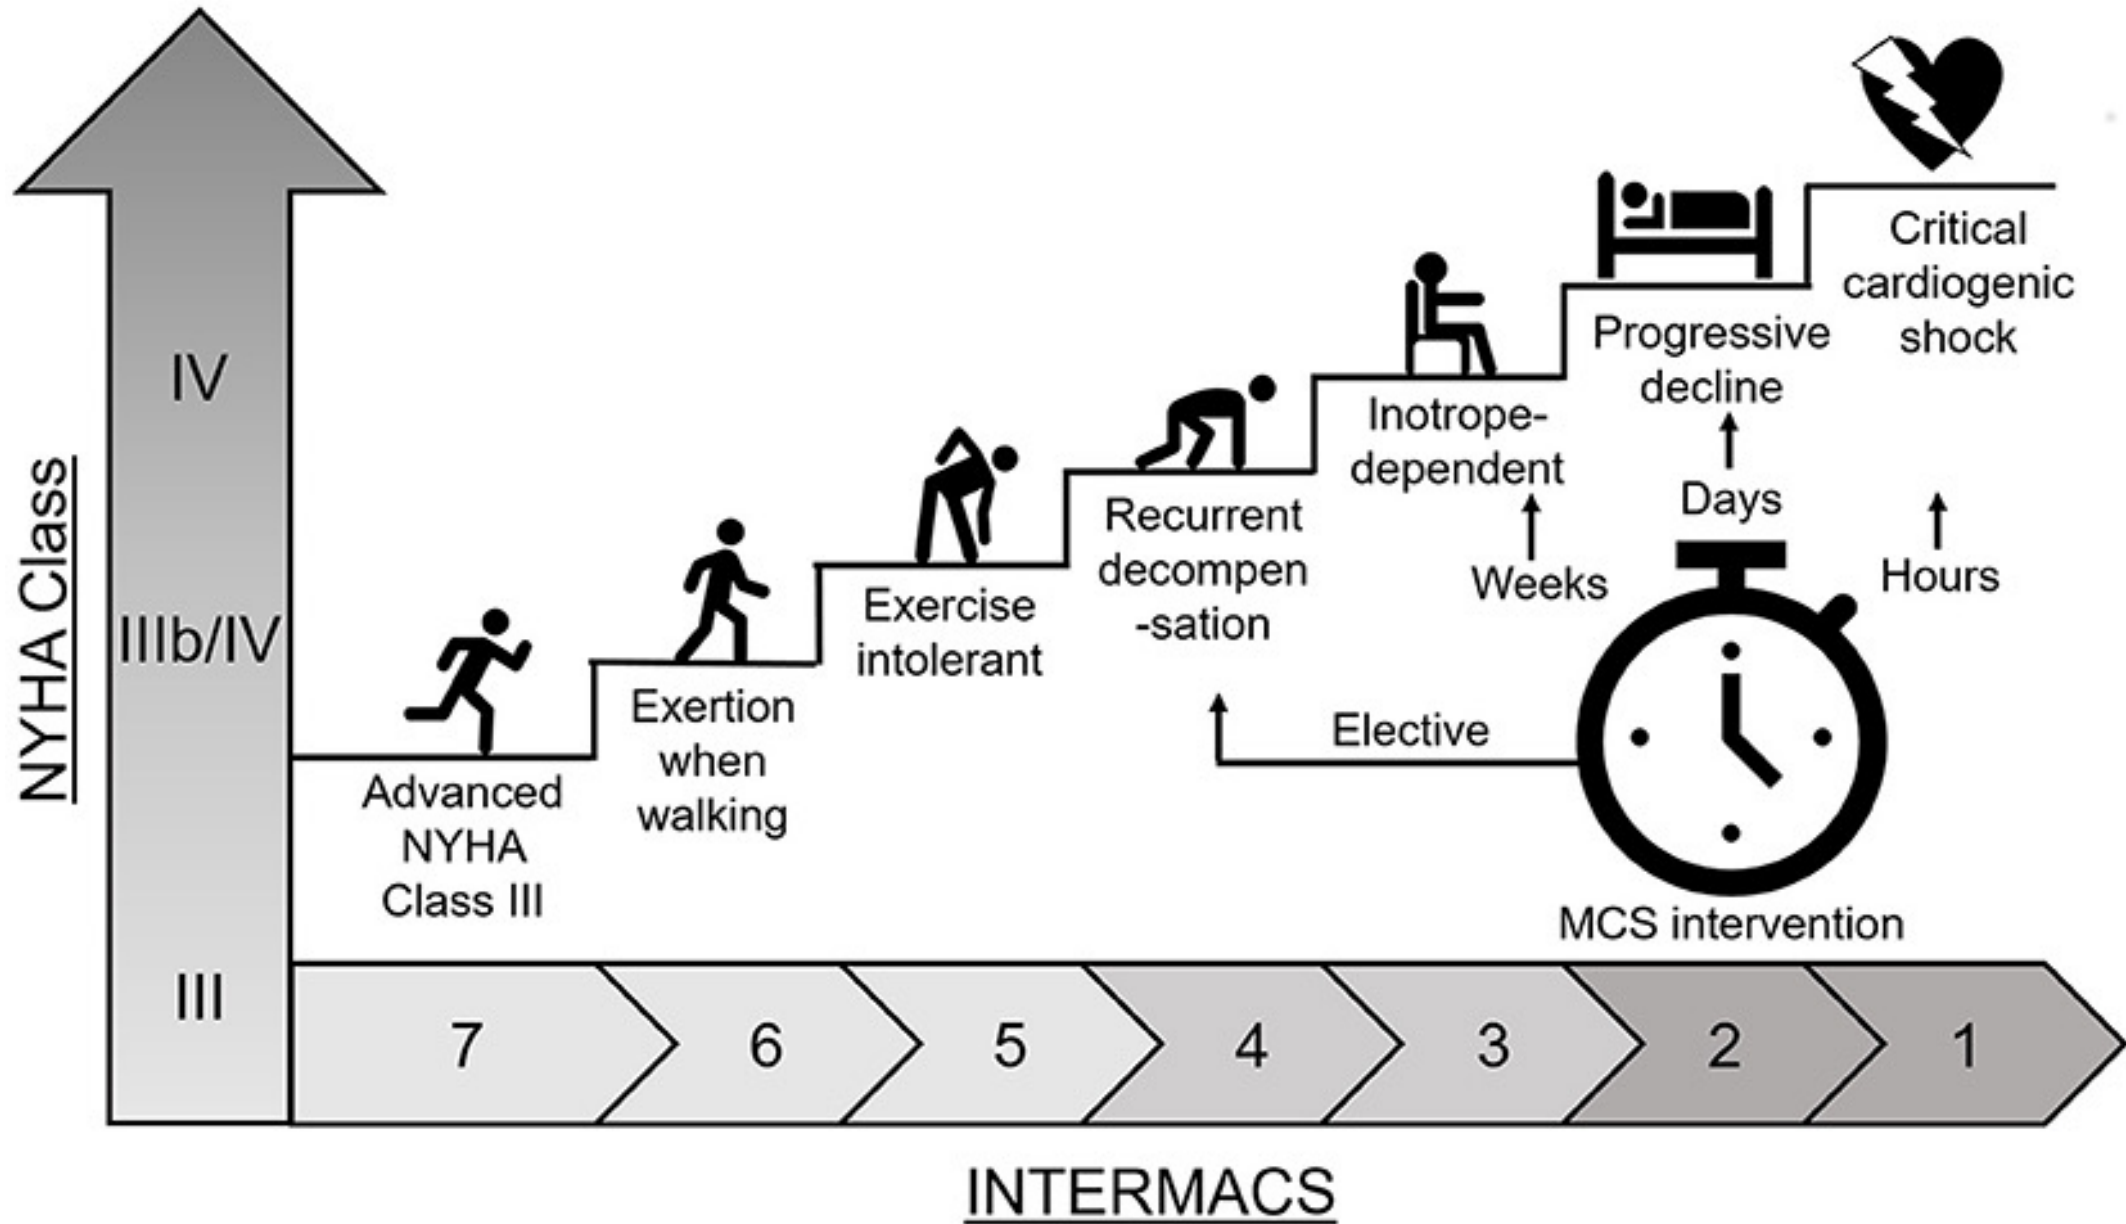 NYHA Class
IV
IIIb/IV
III
Advanced
NYHA
Class III
Exertion
when
walking
Exercise
intolerant
Recurrent
decompen
-sation
Inotrope-
dependent
Progressive
decline
Critical
cardiogenic
shock
Elective
Weeks
Days
Hours
MCS intervention
7
6
5
4
3
2
1
INTERMACS